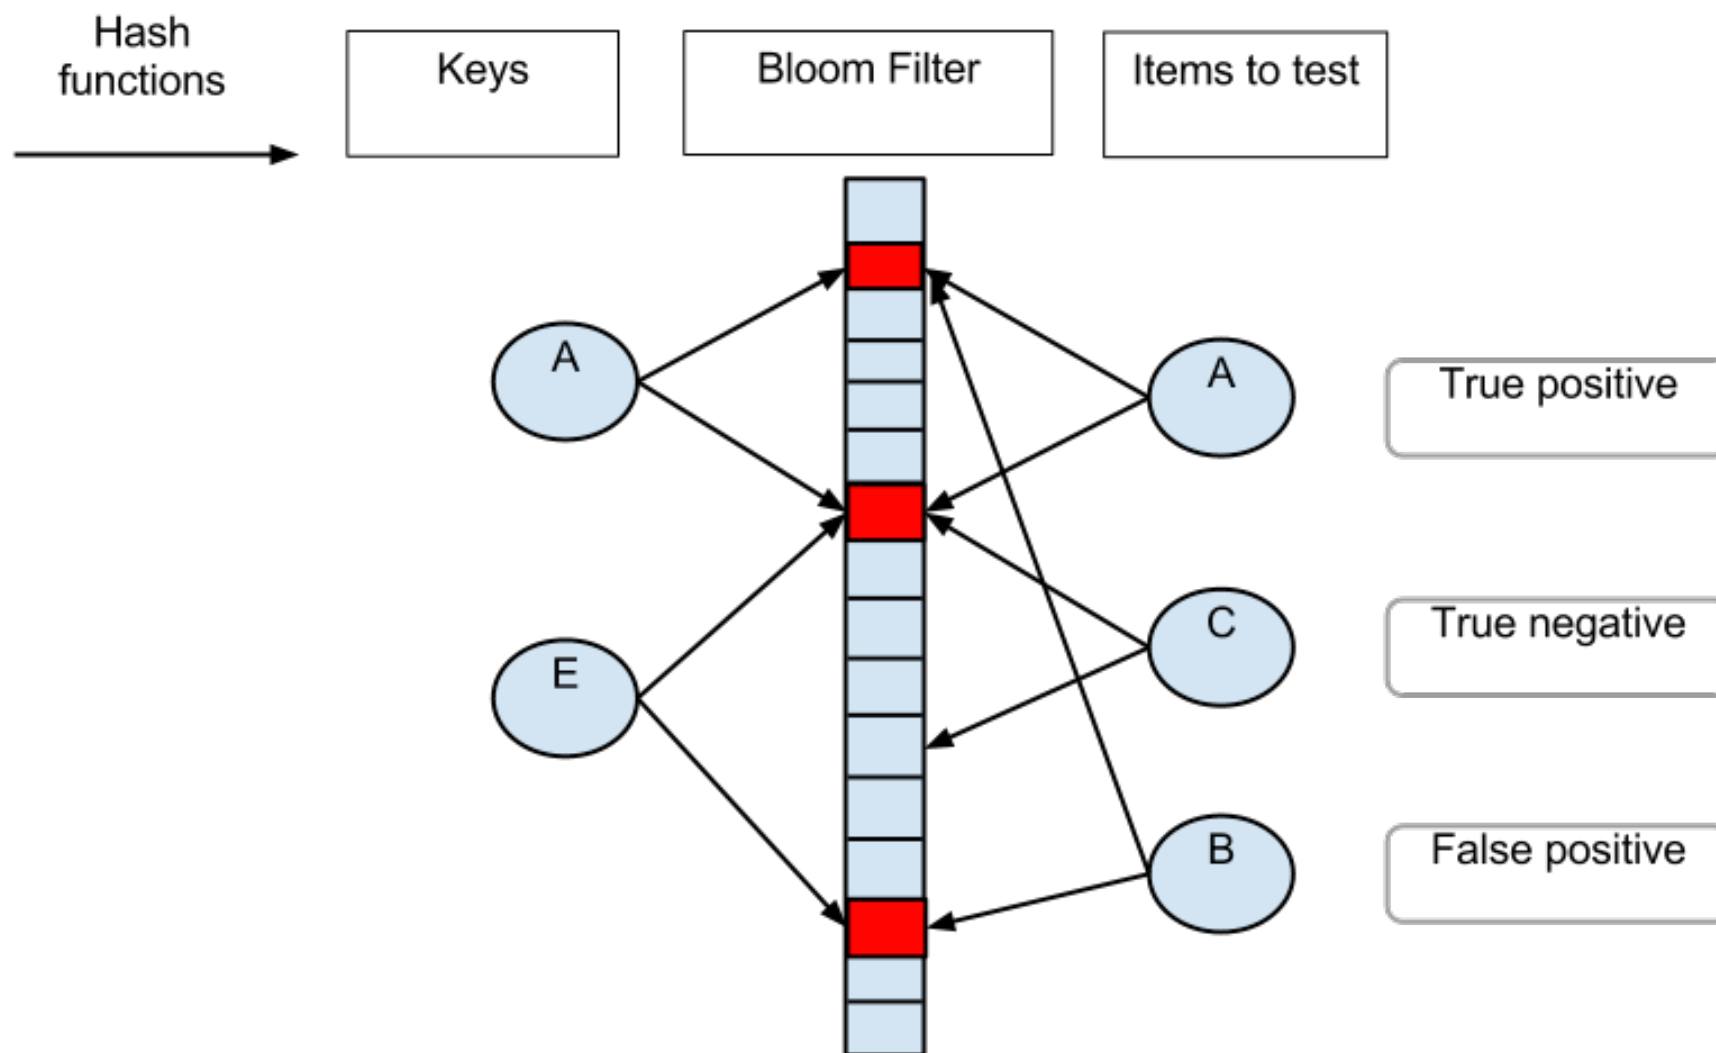 Hash
functions
Keys
Bloom Filter
Items to test
A
A
True positive
C
True negative
E
B
False positive